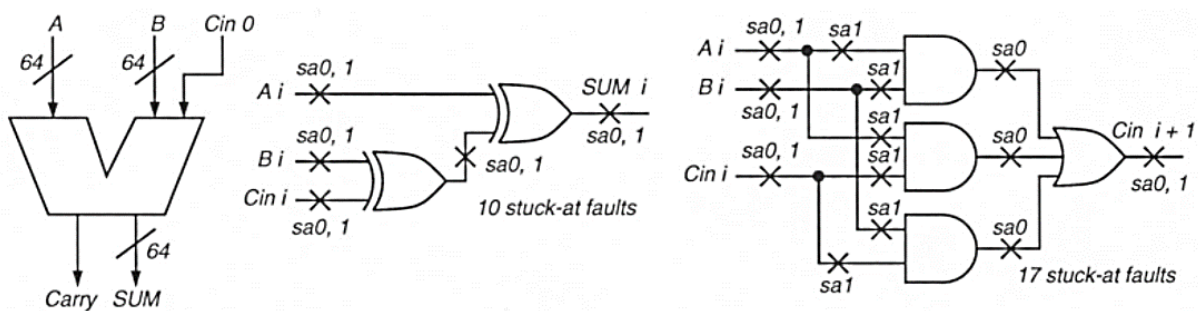 A B Cin 0
64 64
64
Carry SUM
sa0, 1
A i
SUM i
sa0, 1
sa0, 1
B i
sa0, 1
Cin i
sa0, 1
10 stuck-at faults
sa0, 1 sa1
A i
sa0
sa1
B i
sa0, 1
sa1
sa0, 1
Cin i
sa1
sa0
Cin i + 1
sa0, 1
sa1
sa0
sa1
17 stuck-at faults